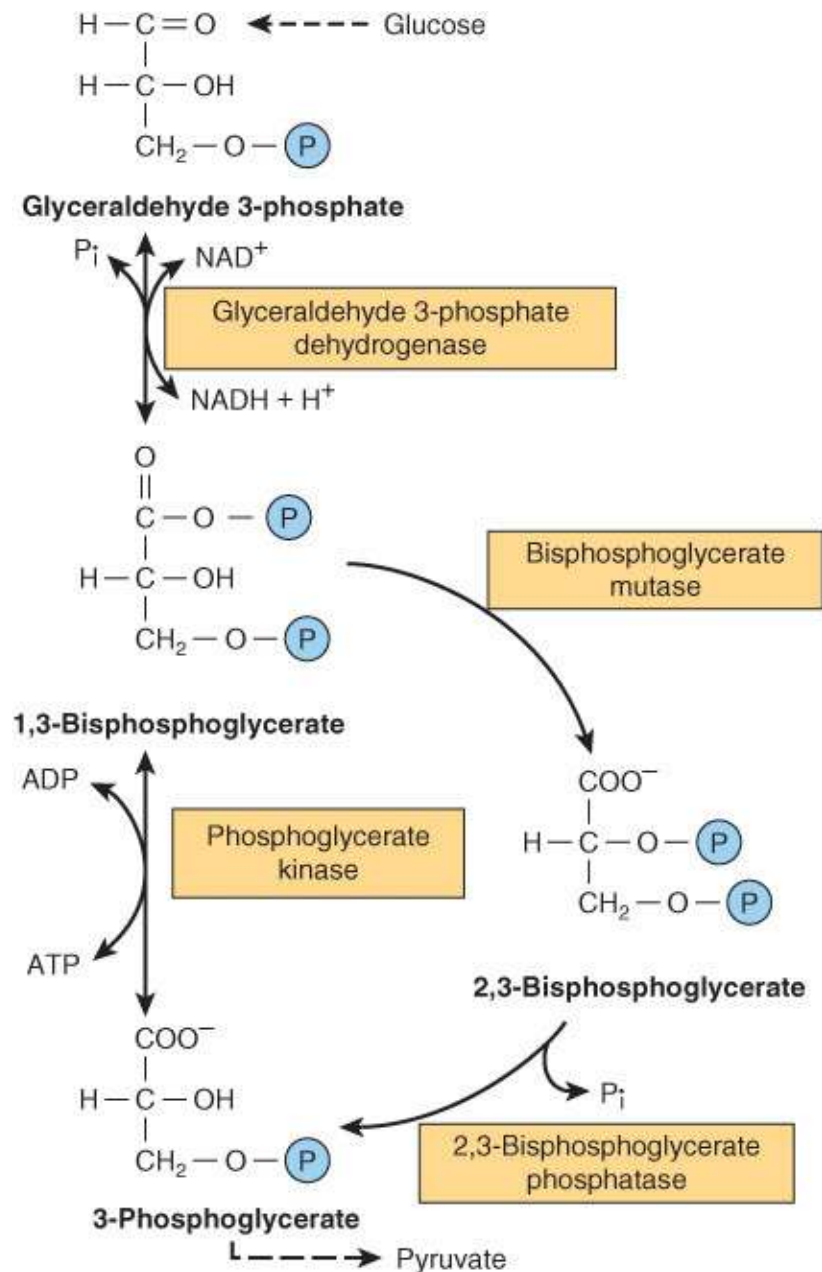 H—C=O
Glucose
H—C—OH
CH₂—O—P
Glyceraldehyde 3-phosphate
Pi
NAD⁺
Glyceraldehyde 3-phosphate
dehydrogenase
NADH + H⁺
O
C—O—P
H—C—OH
CH₂—O—P
1,3-Bisphosphoglycerate
Bisphosphoglycerate
mutase
ADP
Phosphoglycerate
kinase
ATP
COO⁻
H—C—O—P
CH₂—O—P
2,3-Bisphosphoglycerate
Pi
2,3-Bisphosphoglycerate
phosphatase
COO⁻
H—C—OH
CH₂—O—P
3-Phosphoglycerate
Pyruvate